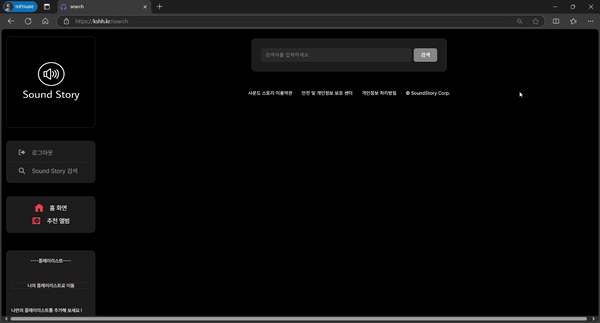 InPrivate
search
https://kshh.kr/search
Sound Story
로그아웃
Sound Story 검색
홈 화면
추천 앨범
----플레이리스트----
나의 플레이리스트로 이동
나만의 플레이리스트를 추가해 보세요!
검색어를 입력하세요
검색
사운드 스토리 이용약관
안전 및 개인정보 보호 센터
개인정보 처리방침
© SoundStory Corp.